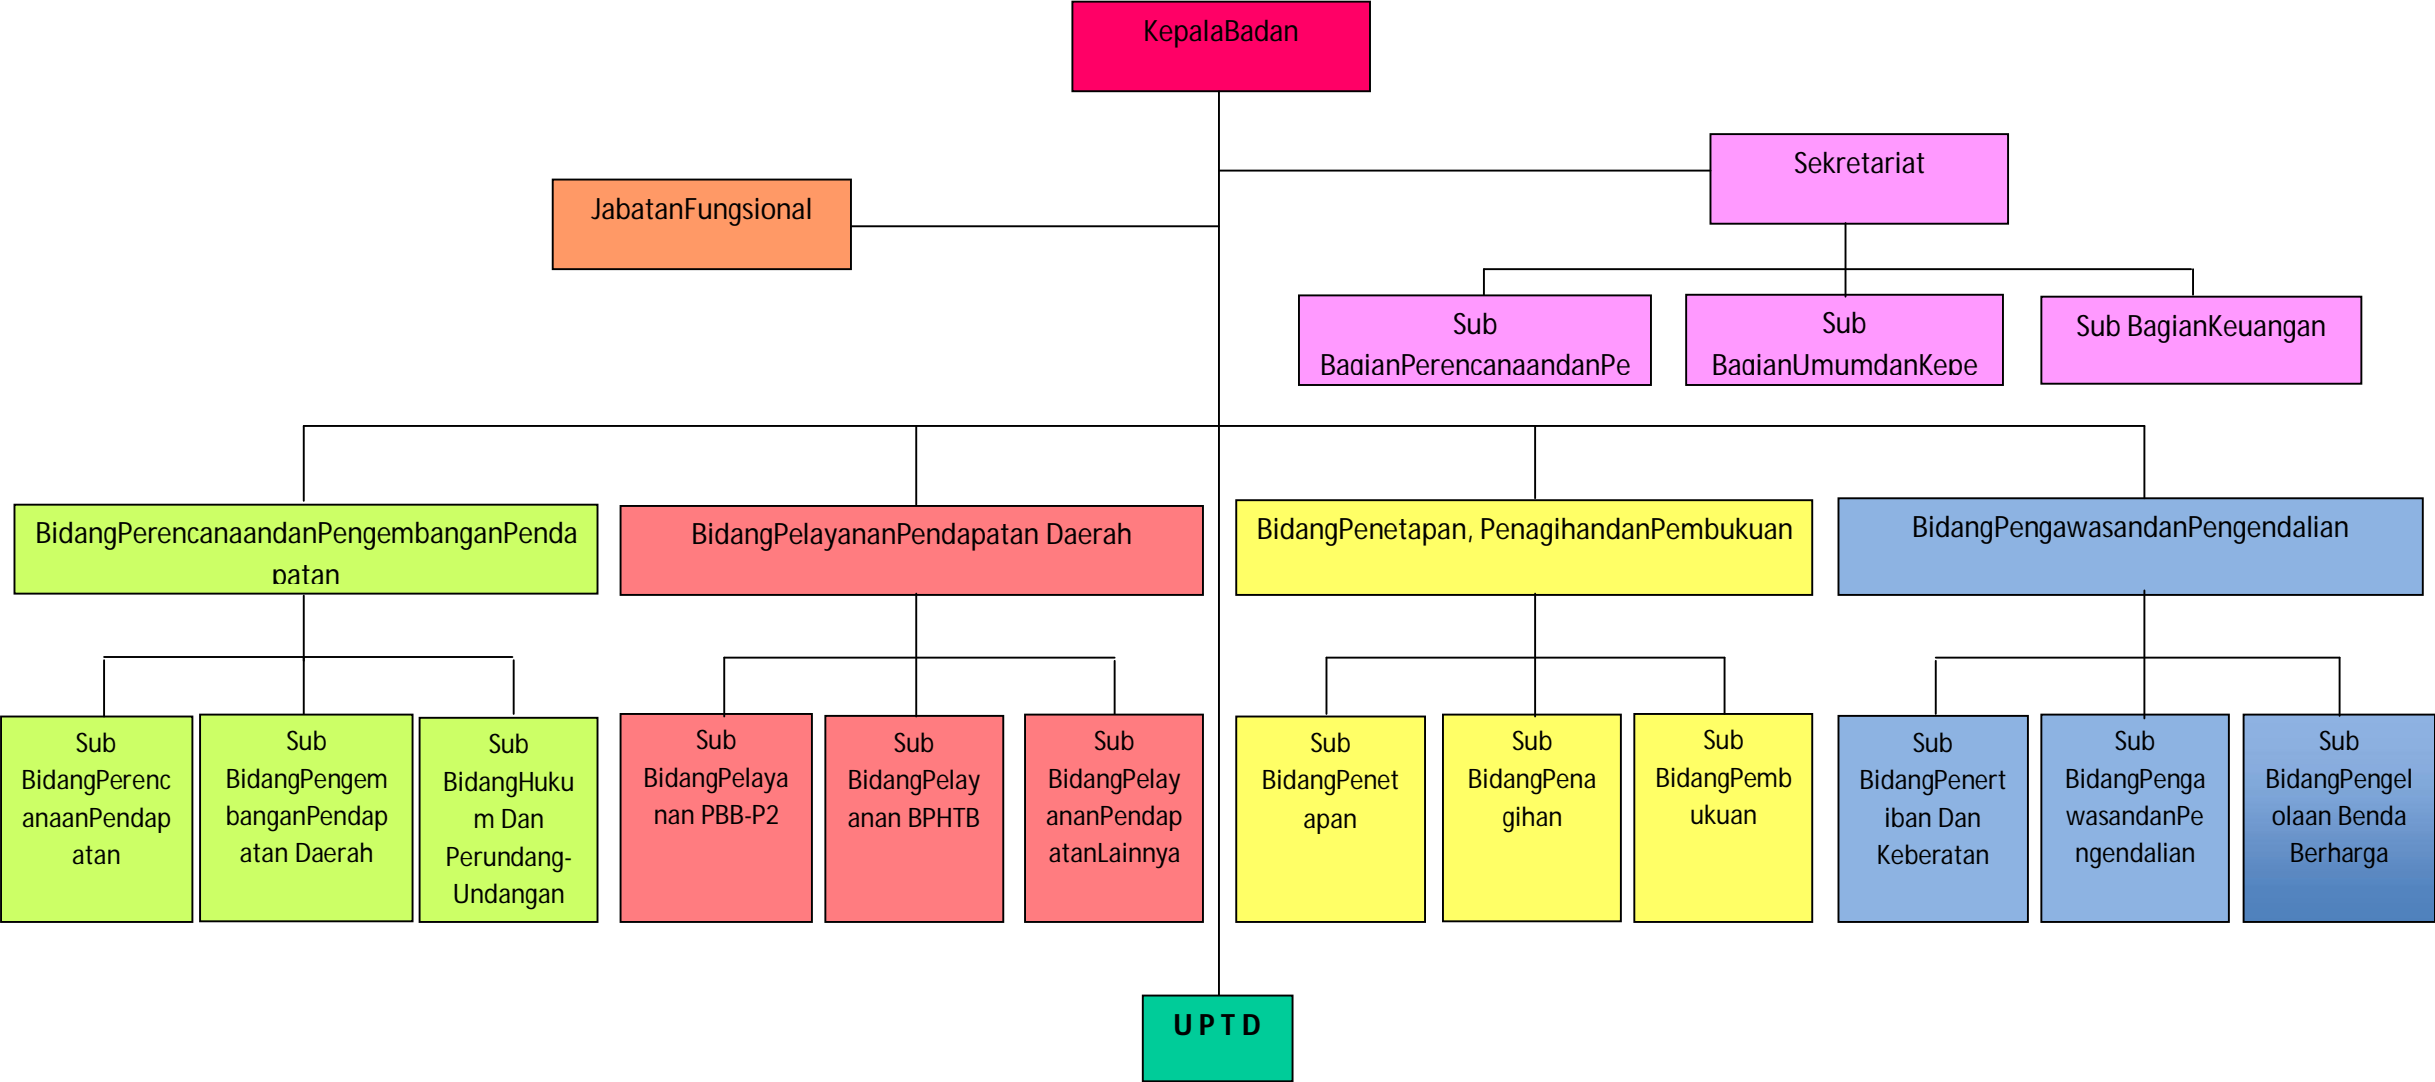 KepalaBadan
Sekretariat
JabatanFungsional
Sub
BagianPerencanaandanPe
Sub
BagianUmumdanKepe
Sub BagianKeuangan
BidangPerencanaandanPengembanganPenda
patan
BidangPelayananPendapatan Daerah
BidangPenetapan, PenagihandanPembukuan
BidangPengawasandanPengendalian
Sub
BidangPerenc
anaanPendap
atan
Sub
BidangPengem
banganPendap
atan Daerah
Sub
BidangHuku
m Dan
Perundang-
Undangan
Sub
BidangPelaya
nan PBB-P2
Sub
BidangPelay
anan BPHTB
Sub
BidangPelay
ananPendap
atanLainnya
Sub
BidangPenet
apan
Sub
BidangPena
gihan
Sub
BidangPemb
ukuan
Sub
BidangPenert
iban Dan
Keberatan
Sub
BidangPenga
wasandanPe
ngendalian
Sub
BidangPengel
olaan Benda
Berharga
U P T D